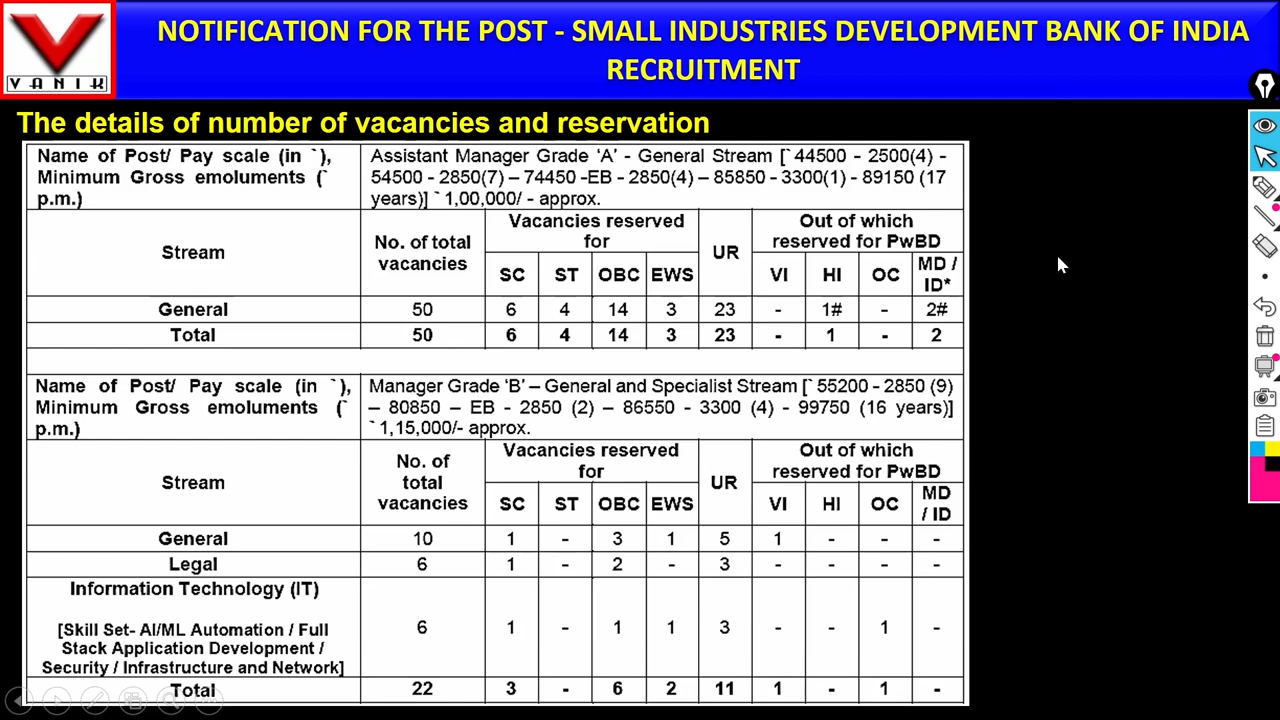 VANIK
NOTIFICATION FOR THE POST - SMALL INDUSTRIES DEVELOPMENT BANK OF INDIA
RECRUITMENT
The details of number of vacancies and reservation
Name of Post/ Pay scale (in `),
Minimum Gross emoluments (`
p.m.)
Assistant Manager Grade ‘A’ - General Stream [`44500 - 2500(4) -
54500 - 2850(7) – 74450 -EB - 2850(4) – 85850 - 3300(1) - 89150 (17
years)] `1,00,000/- approx.
Stream
No. of total
vacancies
Vacancies reserved
for
UR
Out of which
reserved for PwBD
SC ST OBC EWS VI HI OC MD /
ID*
General 50 6 4 14 3 23 - 1# - 2#
Total 50 6 4 14 3 23 - 1 - 2
Name of Post/ Pay scale (in `),
Minimum Gross emoluments (`
p.m.)
Manager Grade ‘B’ – General and Specialist Stream [`55200 - 2850 (9)
– 80850 – EB - 2850 (2) – 86550 - 3300 (4) - 99750 (16 years)]
`1,15,000/- approx.
Stream
No. of
total
vacancies
Vacancies reserved
for
UR
Out of which
reserved for PwBD
SC ST OBC EWS VI HI OC MD
/ ID
General 10 1 - 3 1 5 1 - - -
Legal 6 1 - 2 - 3 - - - -
Information Technology (IT)
[Skill Set- AI/ML Automation / Full
Stack Application Development /
Security / Infrastructure and Network]
6 1 - 1 1 3 - - 1 -
Total 22 3 - 6 2 11 1 - 1 -